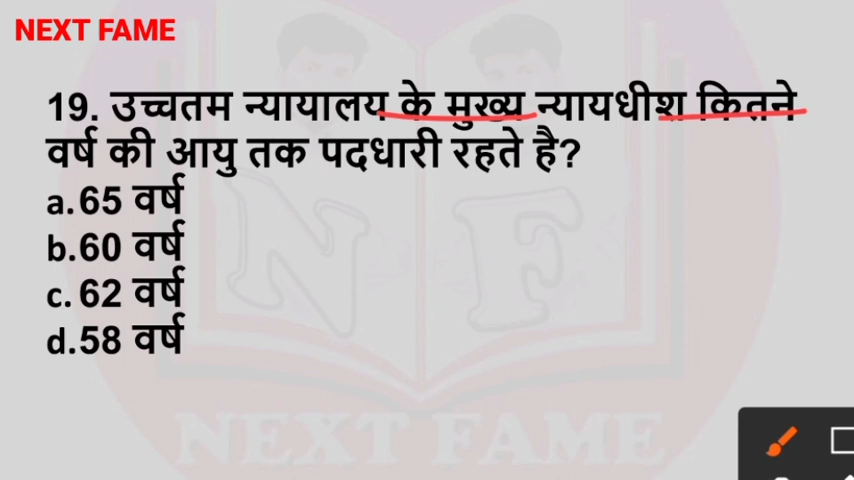 NEXT FAME
19. उच्चतम न्यायालय के मुख्य न्यायधीश कितने
वर्ष की आयु तक पदधारी रहते है?
a.65 वर्ष
b.60 वर्ष
c.62 वर्ष
d.58 वर्ष
N F
NEXT FAME